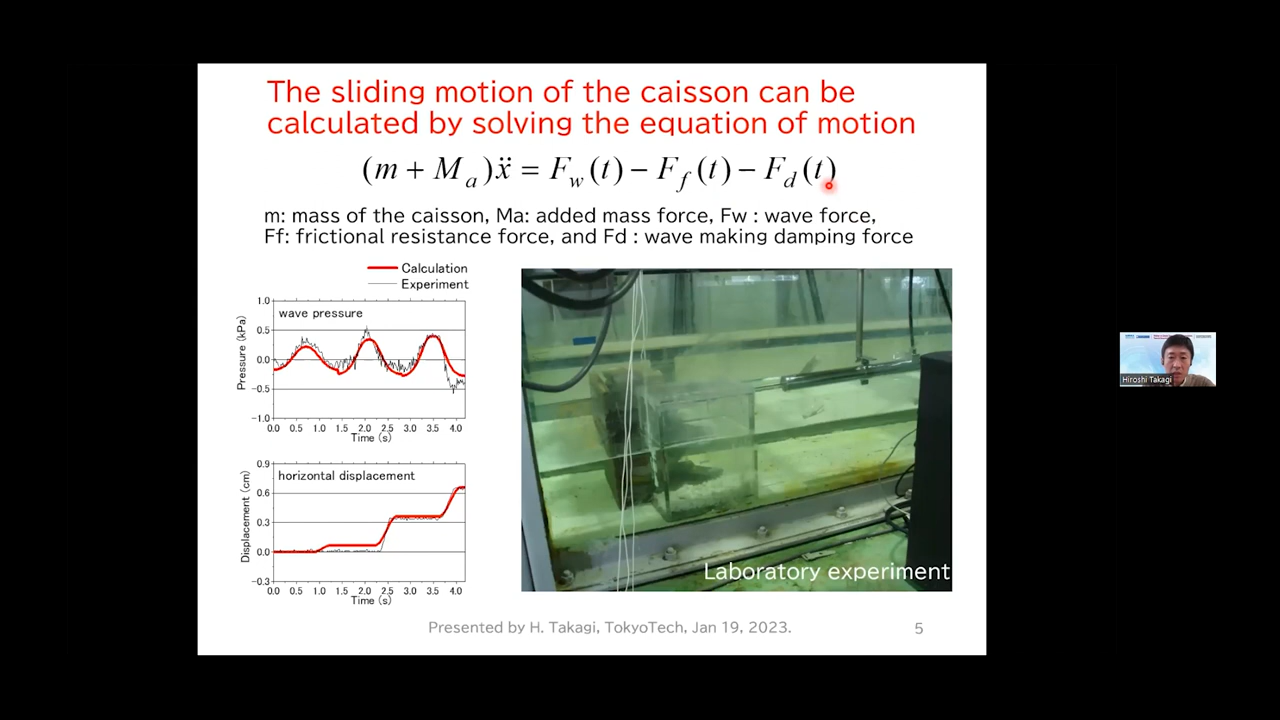 The sliding motion of the caisson can be
calculated by solving the equation of motion
(m + M_a)ẍ = F_w(t) − F_f(t) − F_d(t)
m: mass of the caisson, Ma: added mass force, Fw : wave force,
Ff: frictional resistance force, and Fd : wave making damping force
Calculation
Experiment
wave pressure
Pressure (kPa)
1.0
0.5
0.0
−0.5
−1.0
0.0 0.5 1.0 1.5 2.0 2.5 3.0 3.5 4.0
Time (s)
horizontal displacement
Displacement (cm)
0.9
0.6
0.3
0.0
−0.3
0.0 0.5 1.0 1.5 2.0 2.5 3.0 3.5 4.0
Time (s)
Laboratory experiment
Presented by H. Takagi, TokyoTech, Jan 19, 2023.
5
Hiroshi Takagi